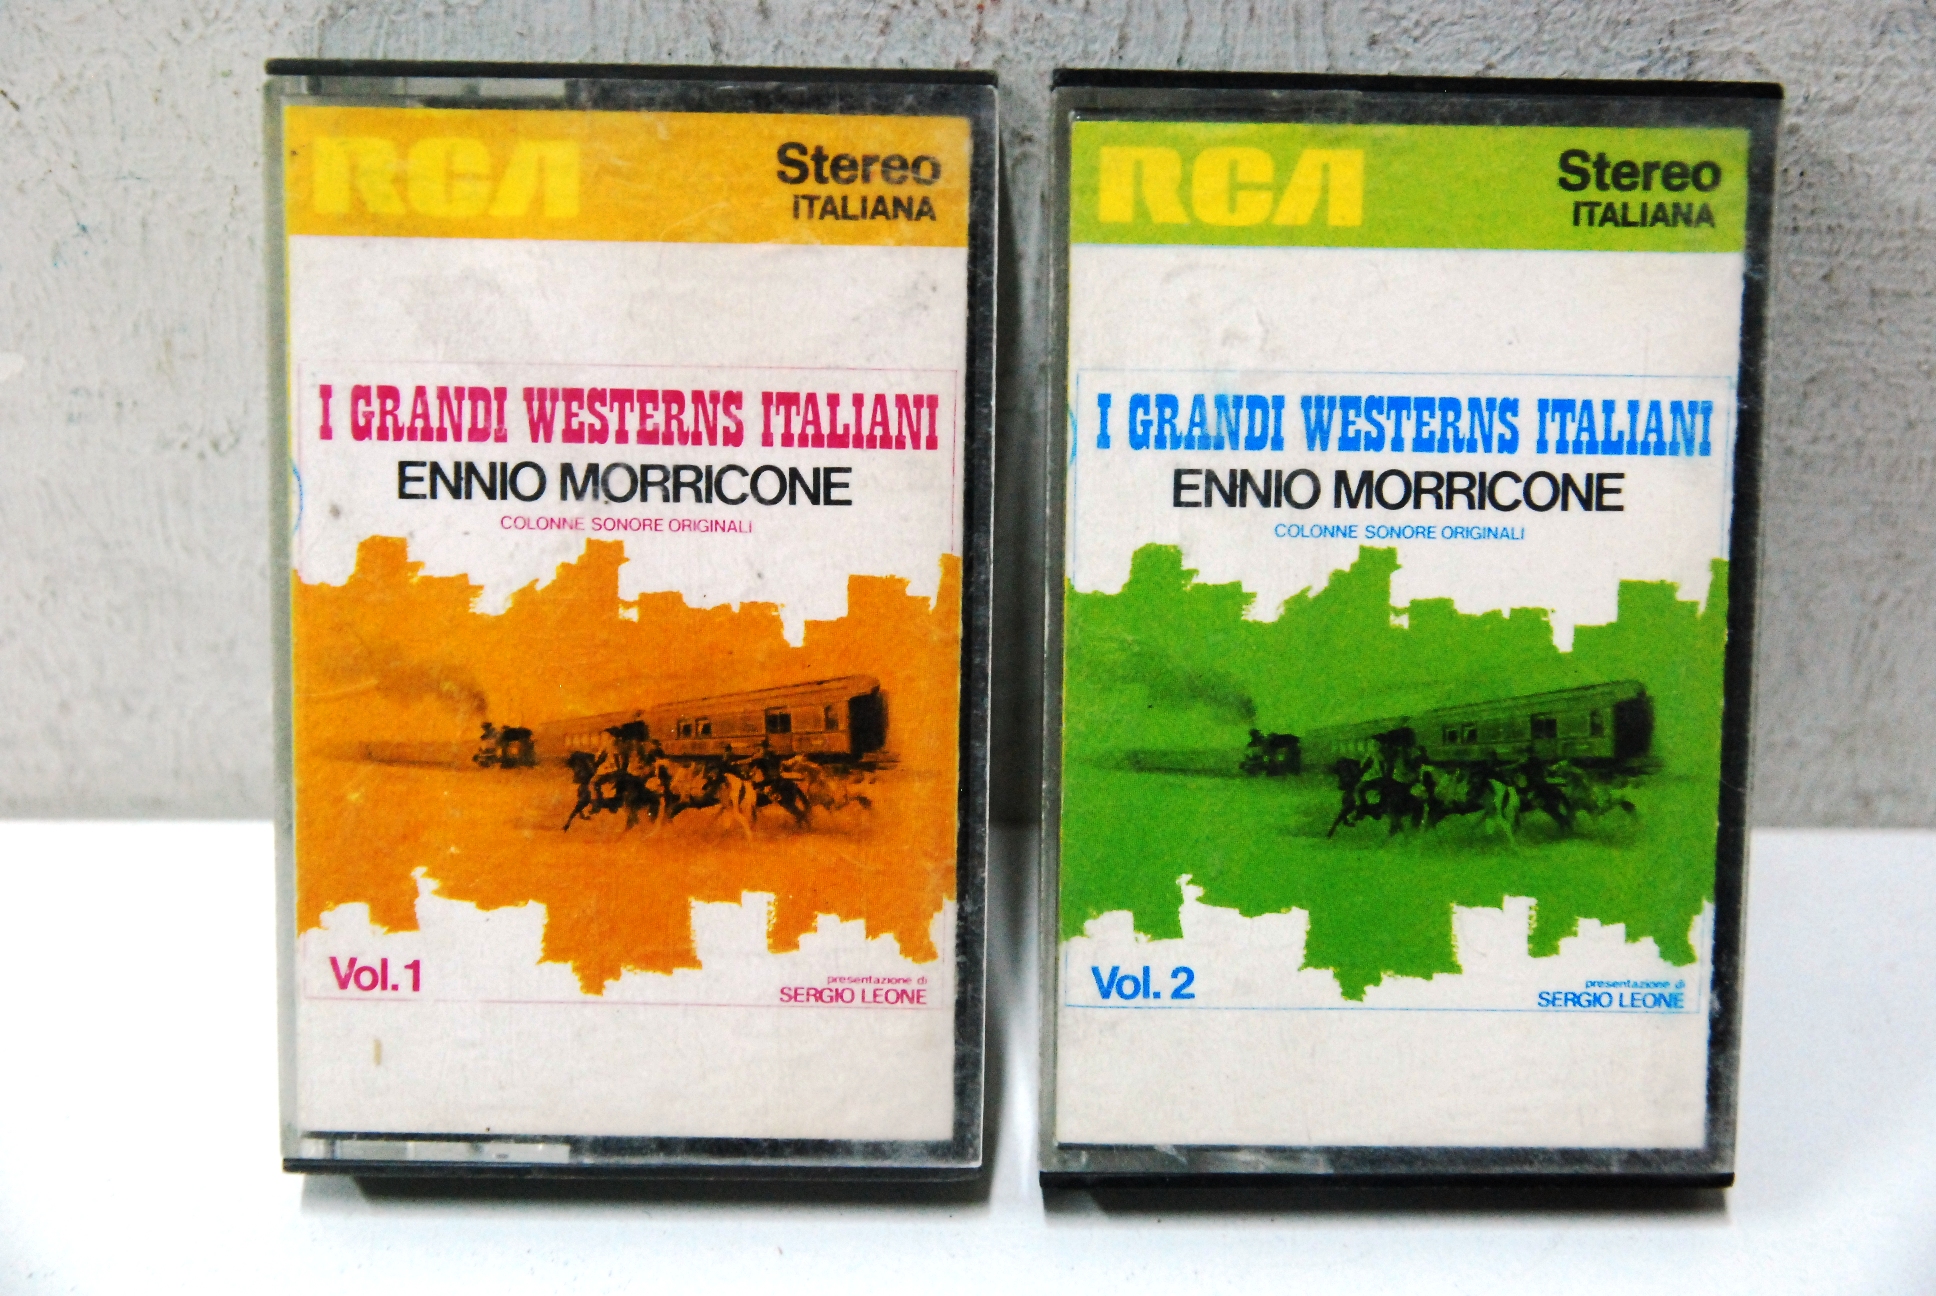 RCA
Stereo
ITALIANA
I GRANDI WESTERNS ITALIANI
ENNIO MORRICONE
COLONNE SONORE ORIGINALI
Vol. 1
presentazione di
SERGIO LEONE
RCA
Stereo
ITALIANA
I GRANDI WESTERNS ITALIANI
ENNIO MORRICONE
COLONNE SONORE ORIGINALI
Vol. 2
presentazione di
SERGIO LEONE